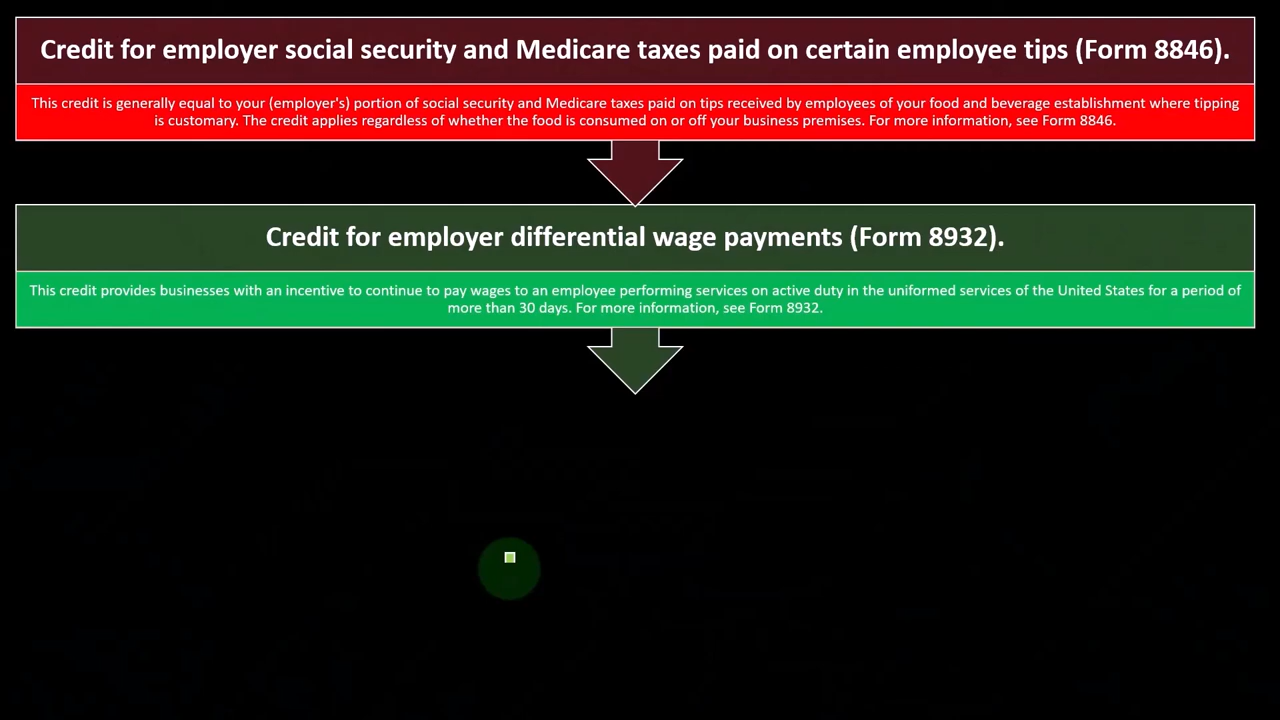 Credit for employer social security and Medicare taxes paid on certain employee tips (Form 8846).
This credit is generally equal to your (employer's) portion of social security and Medicare taxes paid on tips received by employees of your food and beverage establishment where tipping
is customary. The credit applies regardless of whether the food is consumed on or off your business premises. For more information, see Form 8846.
Credit for employer differential wage payments (Form 8932).
This credit provides businesses with an incentive to continue to pay wages to an employee performing services on active duty in the uniformed services of the United States for a period of
more than 30 days. For more information, see Form 8932.